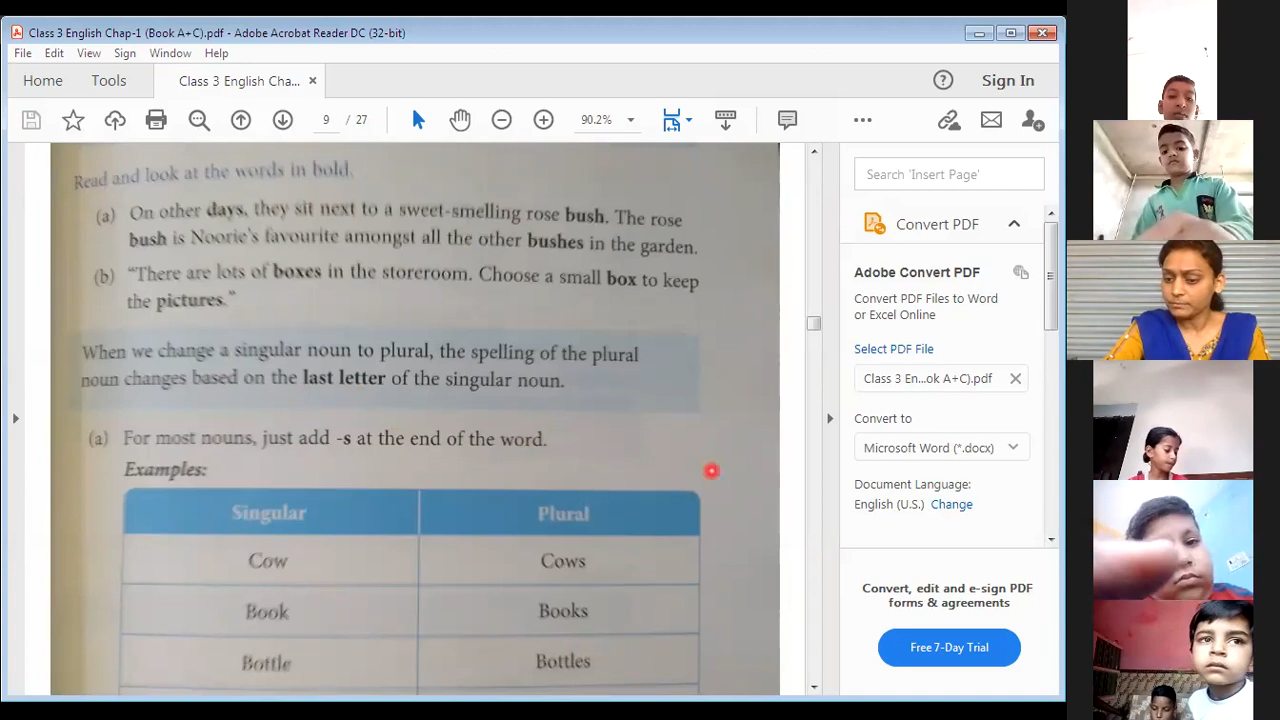 Class 3 English Chap-1 (Book A+C).pdf - Adobe Acrobat Reader DC (32-bit)
File Edit View Sign Window Help
Home Tools Class 3 English Cha... × Sign In
9 / 27 90.2%
Read and look at the words in bold.
(a) On other days, they sit next to a sweet-smelling rose bush. The rose
bush is Noorie's favourite amongst all the other bushes in the garden.
(b) "There are lots of boxes in the storeroom. Choose a small box to keep
the pictures."
When we change a singular noun to plural, the spelling of the plural
noun changes based on the last letter of the singular noun.
(a) For most nouns, just add -s at the end of the word.
Examples:
Singular Plural
Cow Cows
Book Books
Bottle Bottles
Search 'Insert Page'
Convert PDF
Adobe Convert PDF
Convert PDF Files to Word
or Excel Online
Select PDF File
Class 3 En...ok A+C).pdf ×
Convert to
Microsoft Word (*.docx)
Document Language:
English (U.S.) Change
Convert, edit and e-sign PDF
forms & agreements
Free 7-Day Trial